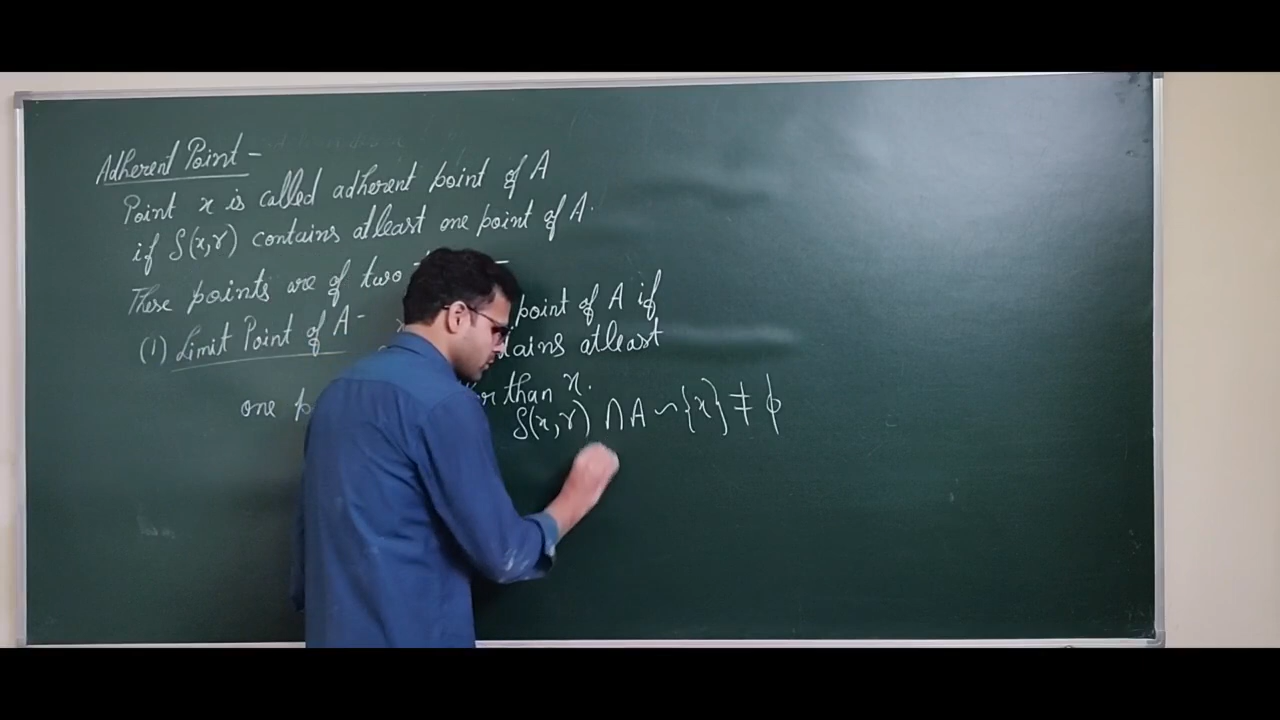 Adherent Point -
Point x is called adherent point of A
if S(x,r) contains atleast one point of A.
These points are of two
(1) Limit Point of A - point of A if
atleast
one than x.
S(x,r) ∩ A ~ {x} ≠ ϕ